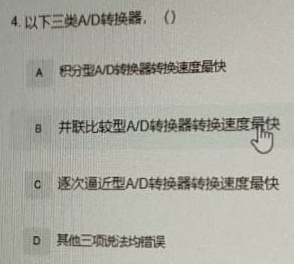 4. 以下三类A/D转换器，（）
A 积分型A/D转换器转换速度最快
B 并联比较型A/D转换器转换速度最快
C 逐次逼近型A/D转换器转换速度最快
D 其他三项说法均错误